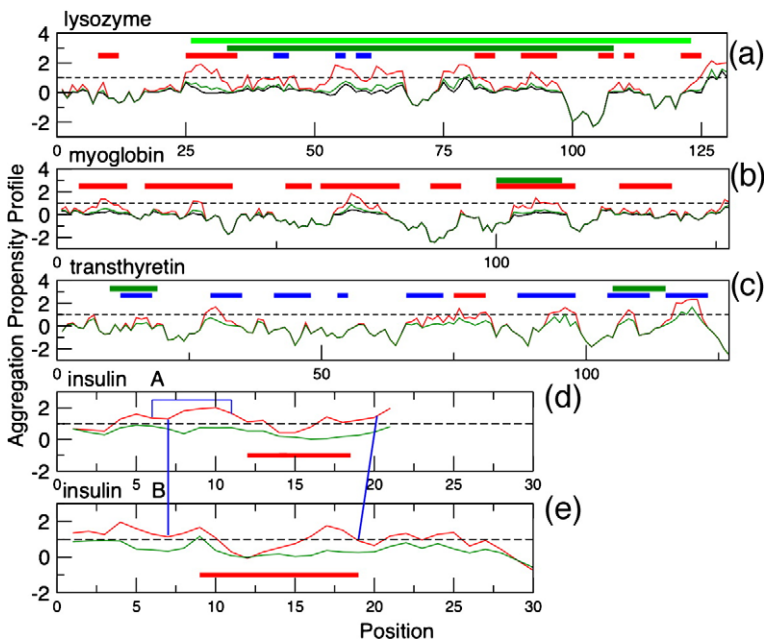 lysozyme
4
2
0
-2
(a)
0 25 50 75 100 125
myoglobin
4
2
0
-2
(b)
100
transthyretin
4
2
0
-2
(c)
50 100
insulin A
2
0
-2
(d)
0 5 10 15 20 25 30
insulin B
2
0
-2
(e)
0 5 10 15 20 25 30
Position
Aggregation Propensity Profile